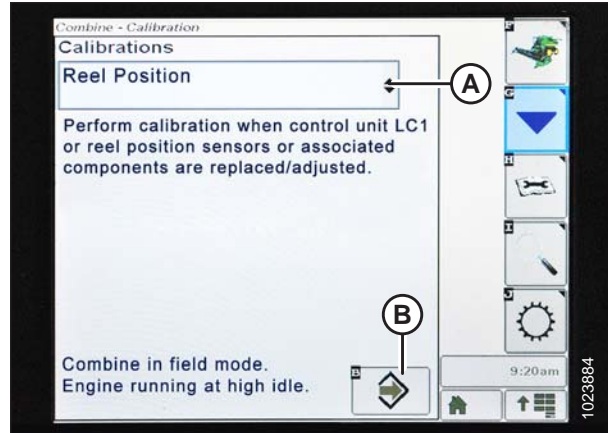 Combine - Calibration
Calibrations
Reel Position
A
Perform calibration when control unit LC1
or reel position sensors or associated
components are replaced/adjusted.
B
Combine in field mode.
Engine running at high idle.
B
F
G
H
I
J
9:20am
1023884